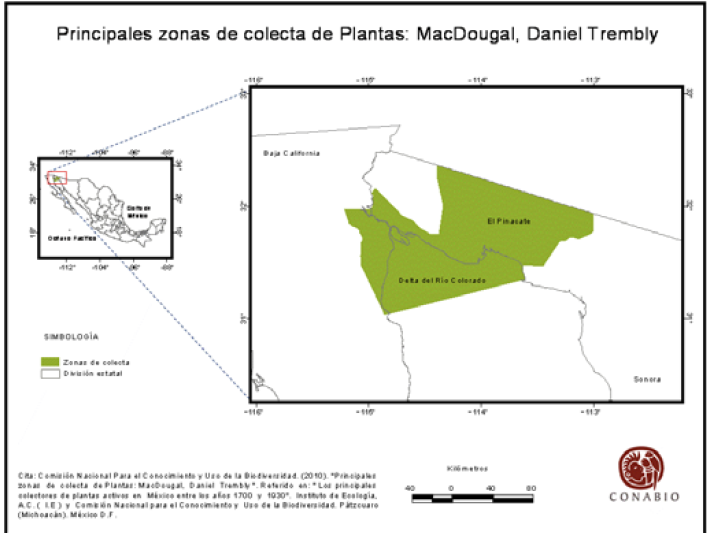 Principales zonas de colecta de Plantas: MacDougal, Daniel Trembly
-116° -115° -114° -113°
Baja California
El Pinacate
Delta del Río Colorado
Sonora
32°
31°
-116° -115° -114° -113°
-112° -104° -96° -88°
Golfo de
México
Océano Pacífico
-112° -104° -96° -88°
SIMBOLOGÌA
Zonas de colecta
División estatal
Cita: Comisión Nacional Para el Conocimiento y Uso de la Biodiversidad. (2010). "Principales
zonas de colecta de Plantas: MacDougal, Daniel Trembly". Referido en: "Los principales
colectores de plantas activos en México entre los años 1700 y 1930". Instituto de Ecología,
A.C. ( I.E ) y Comisión Nacional para el Conocimiento y Uso de la Biodiversidad. Pátzcuaro
(Michoacán). México D.F.
Kilómetros
40 0 40 80
CONABIO